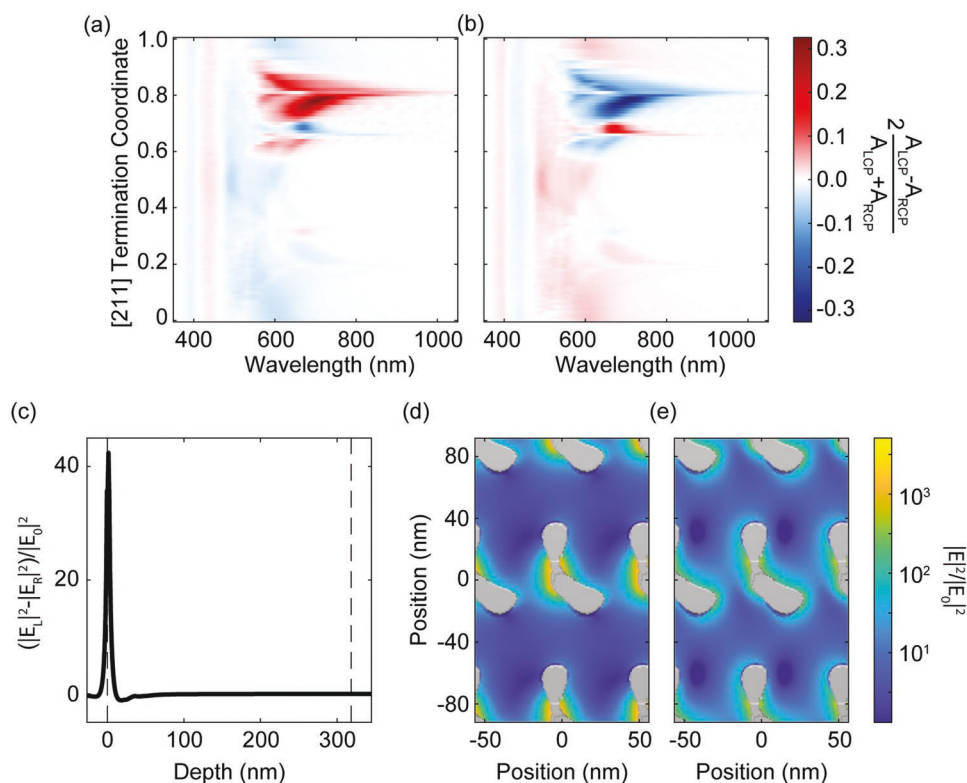 (a)
(b)
[211] Termination Coordinate
1.0
0.8
0.6
0.4
0.2
0
400
600
800
1000
Wavelength (nm)
400
600
800
1000
Wavelength (nm)
0.3
0.2
0.1
0.0
-0.1
-0.2
-0.3
2 A_LCP-A_RCP
A_LCP+A_RCP
(c)
(|E_L|²-|E_R|²)/|E₀|²
40
20
0
0
100
200
300
Depth (nm)
(d)
(e)
Position (nm)
80
40
0
-40
-80
-50
0
50
Position (nm)
-50
0
50
Position (nm)
10³
10²
10¹
|E|²/|E₀|²